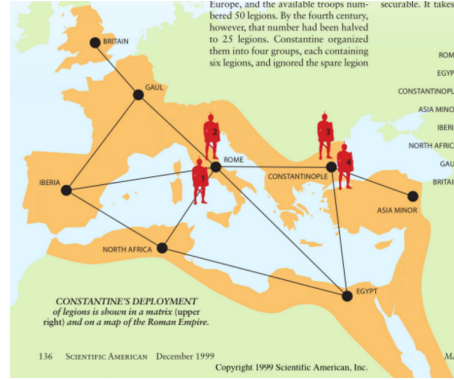 Europe, and the available troops num-
bered 50 legions. By the fourth century,
however, that number had been halved
to 25 legions. Constantine organized
them into four groups, each containing
six legions, and ignored the spare legion
securable. It takes
BRITAIN
GAUL
2
3
1
ROME
4
CONSTANTINOPLE
IBERIA
ASIA MINOR
NORTH AFRICA
EGYPT
ROM
EGYP
CONSTANTINOPL
ASIA MINO
IBERI
NORTH AFRIC
GAU
BRITAI
CONSTANTINE'S DEPLOYMENT
of legions is shown in a matrix (upper
right) and on a map of the Roman Empire.
136 SCIENTIFIC AMERICAN December 1999
Copyright 1999 Scientific American, Inc.